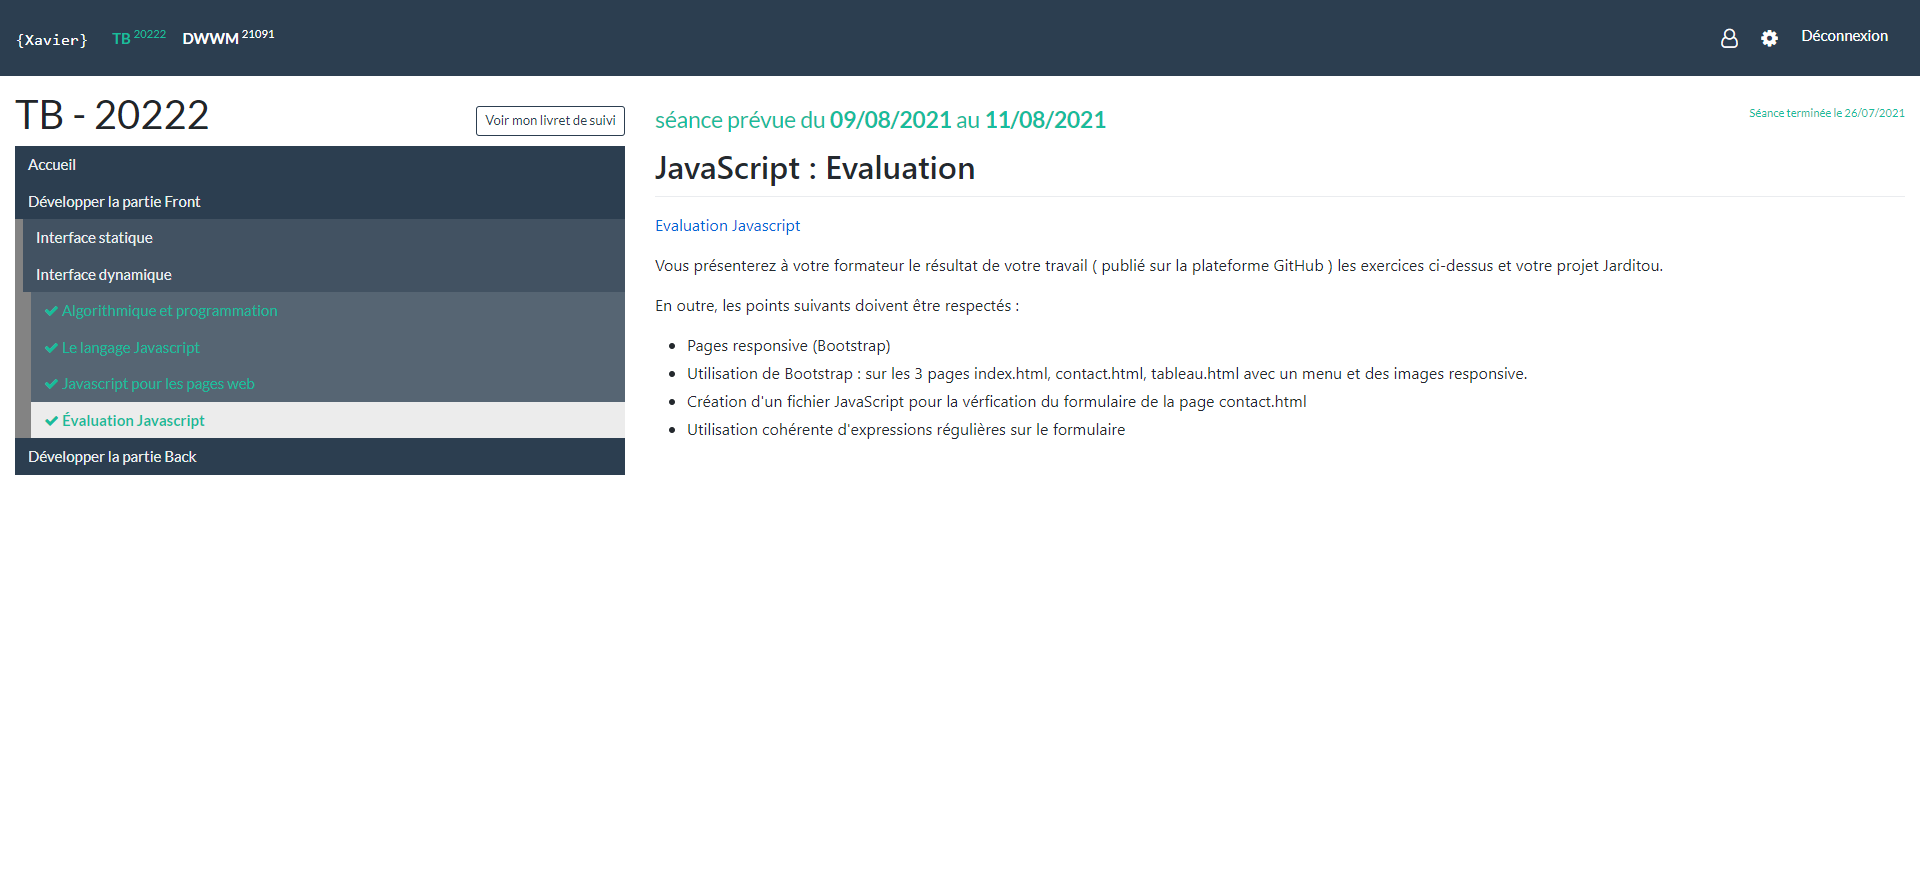 {Xavier} TB 20222 DWWM 21091 Déconnexion
TB - 20222
Voir mon livret de suivi
Accueil
Développer la partie Front
Interface statique
Interface dynamique
Algorithmique et programmation
Le langage Javascript
Javascript pour les pages web
Évaluation Javascript
Développer la partie Back
séance prévue du 09/08/2021 au 11/08/2021
Séance terminée le 26/07/2021
JavaScript : Evaluation
Evaluation Javascript
Vous présenterez à votre formateur le résultat de votre travail ( publié sur la plateforme GitHub ) les exercices ci-dessus et votre projet Jarditou.
En outre, les points suivants doivent être respectés :
• Pages responsive (Bootstrap)
• Utilisation de Bootstrap : sur les 3 pages index.html, contact.html, tableau.html avec un menu et des images responsive.
• Création d'un fichier JavaScript pour la vérfication du formulaire de la page contact.html
• Utilisation cohérente d'expressions régulières sur le formulaire